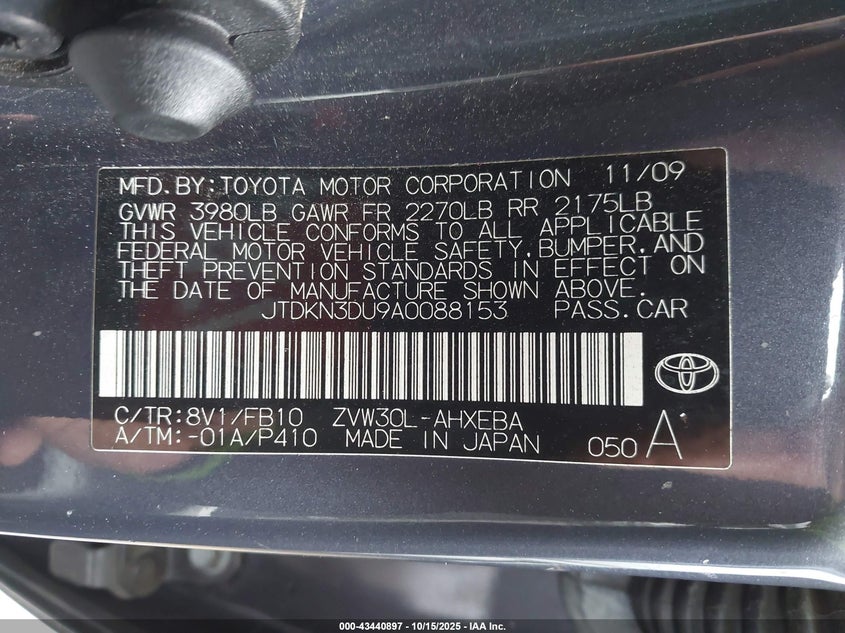 MFD.BY:TOYOTA MOTOR CORPORATION 11/09
GVWR 3980LB GAWR FR 2270LB RR 2175LB
THIS VEHICLE CONFORMS TO ALL APPLICABLE
FEDERAL MOTOR VEHICLE SAFETY,BUMPER,AND
THEFT PREVENTION STANDARDS IN EFFECT ON
THE DATE OF MANUFACTURE SHOWN ABOVE.
JTDKN3DU9A0088153 PASS.CAR
C/TR:8V1/FB10 ZVW30L-AHXEBA
A/TM:-01A/P410 MADE IN JAPAN 050 A
000-43440897 - 10/15/2025 - IAA Inc.